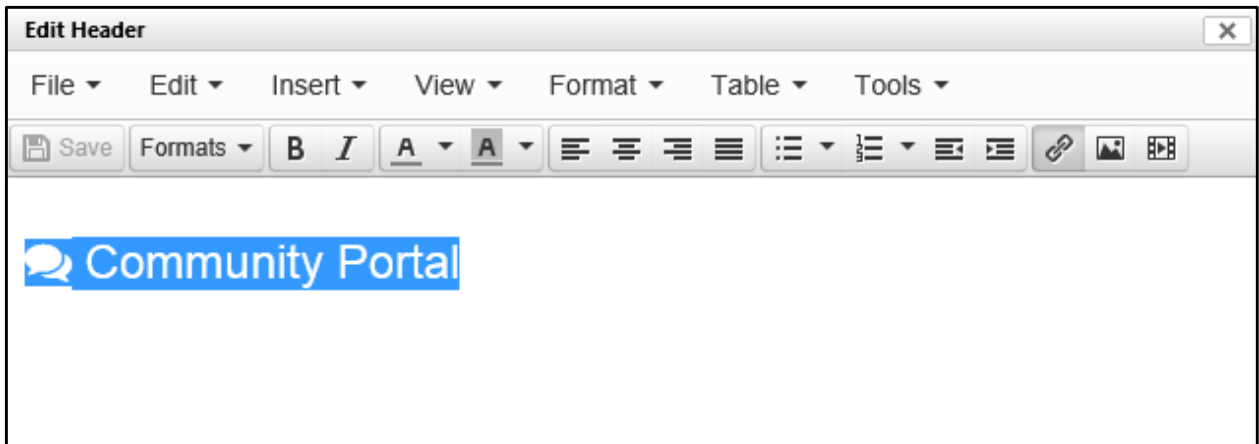 Edit Header
File Edit Insert View Format Table Tools
Save Formats B I A A
Community Portal